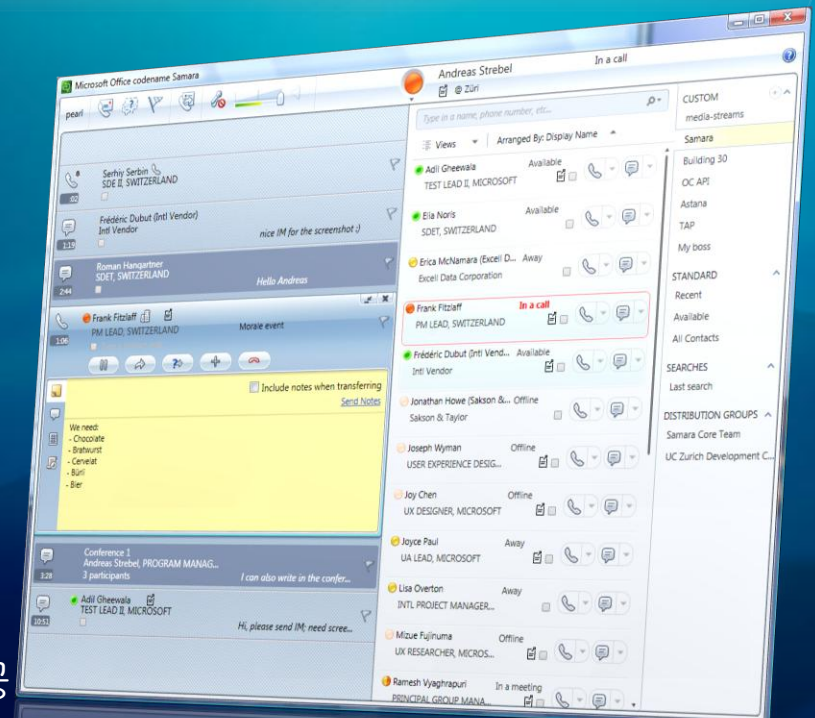 Microsoft Office codename Samara
pearl
Serhiy Serbin
SDE II, SWITZERLAND
:02
Frédéric Dubut (Intl Vendor)
Intl Vendor
nice IM for the screenshot ;)
1:19
Roman Hangartner
SDET, SWITZERLAND
Hello Andreas
2:44
Frank Fitzlaff
PM LEAD, SWITZERLAND
Morale event
1:06
Include notes when transferring
Send Notes
We need:
- Chocolate
- Bratwurst
- Cervelat
- Bürli
- Bier
Conference 1
Andreas Strebel, PROGRAM MANAG...
3 participants
I can also write in the confer...
3:28
Adil Gheewala
TEST LEAD II, MICROSOFT
Hi, please send IM; need scree...
10:51
Andreas Strebel
In a call
@ Züri
Type in a name, phone number, etc...
Views
Arranged By: Display Name
Adil Gheewala
Available
TEST LEAD II, MICROSOFT
Elia Noris
Available
SDET, SWITZERLAND
Erica McNamara (Excell D...
Away
Excell Data Corporation
Frank Fitzlaff
In a call
PM LEAD, SWITZERLAND
Frédéric Dubut (Intl Vend...
Available
Intl Vendor
Jonathan Howe (Sakson &...
Offline
Sakson & Taylor
Joseph Wyman
Offline
USER EXPERIENCE DESIG...
Joy Chen
Offline
UX DESIGNER, MICROSOFT
Joyce Paul
Away
UA LEAD, MICROSOFT
Lisa Overton
Away
INTL PROJECT MANAGER...
Mizue Fujinuma
Offline
UX RESEARCHER, MICROS...
Ramesh Vyaghrapuri
In a meeting
PRINCIPAL GROUP MANA...
CUSTOM
media-streams
Samara
Building 30
OC API
Astana
TAP
My boss
STANDARD
Recent
Available
All Contacts
SEARCHES
Last search
DISTRIBUTION GROUPS
Samara Core Team
UC Zurich Development C...